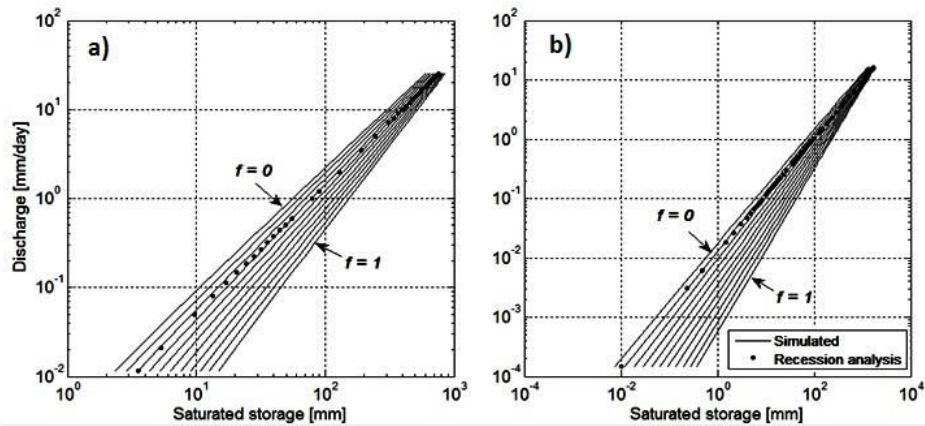 a)
Discharge [mm/day]
10²
10¹
10⁰
10⁻¹
10⁻²
f = 0
f = 1
10⁰ 10¹ 10² 10³
Saturated storage [mm]
b)
10²
10¹
10⁰
10⁻¹
10⁻²
10⁻³
10⁻⁴
f = 0
f = 1
Simulated
Recession analysis
10⁻² 10⁰ 10² 10⁴
Saturated storage [mm]